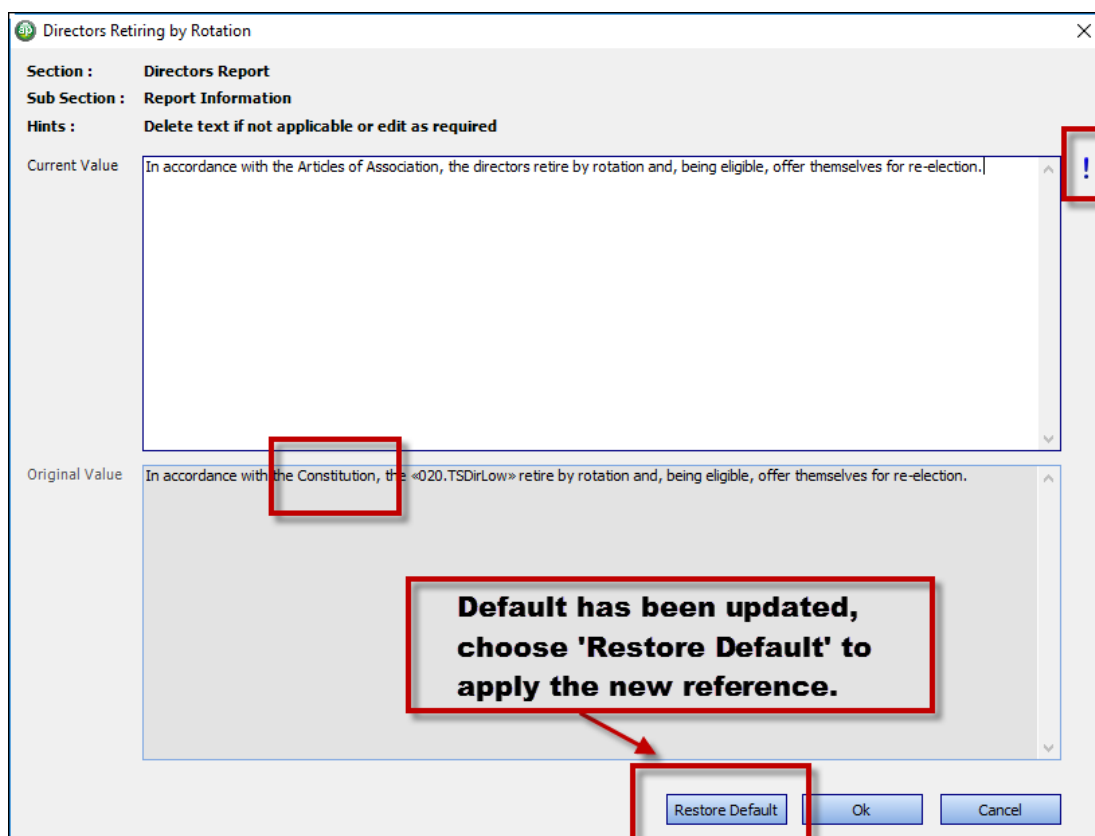 Directors Retiring by Rotation
Section : Directors Report
Sub Section : Report Information
Hints : Delete text if not applicable or edit as required
Current Value In accordance with the Articles of Association, the directors retire by rotation and, being eligible, offer themselves for re-election.
!
Original Value In accordance with the Constitution, the «020.TSDirLow» retire by rotation and, being eligible, offer themselves for re-election.
Default has been updated,
choose 'Restore Default' to
apply the new reference.
Restore Default Ok Cancel